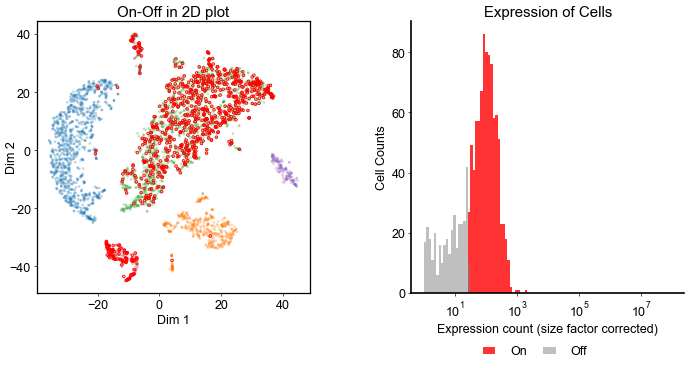 On-Off in 2D plot
40
20
0
−20
−40
Dim 2
−20 0 20 40
Dim 1
Expression of Cells
80
60
40
20
0
Cell Counts
10^1 10^3 10^5 10^7
Expression count (size factor corrected)
On Off